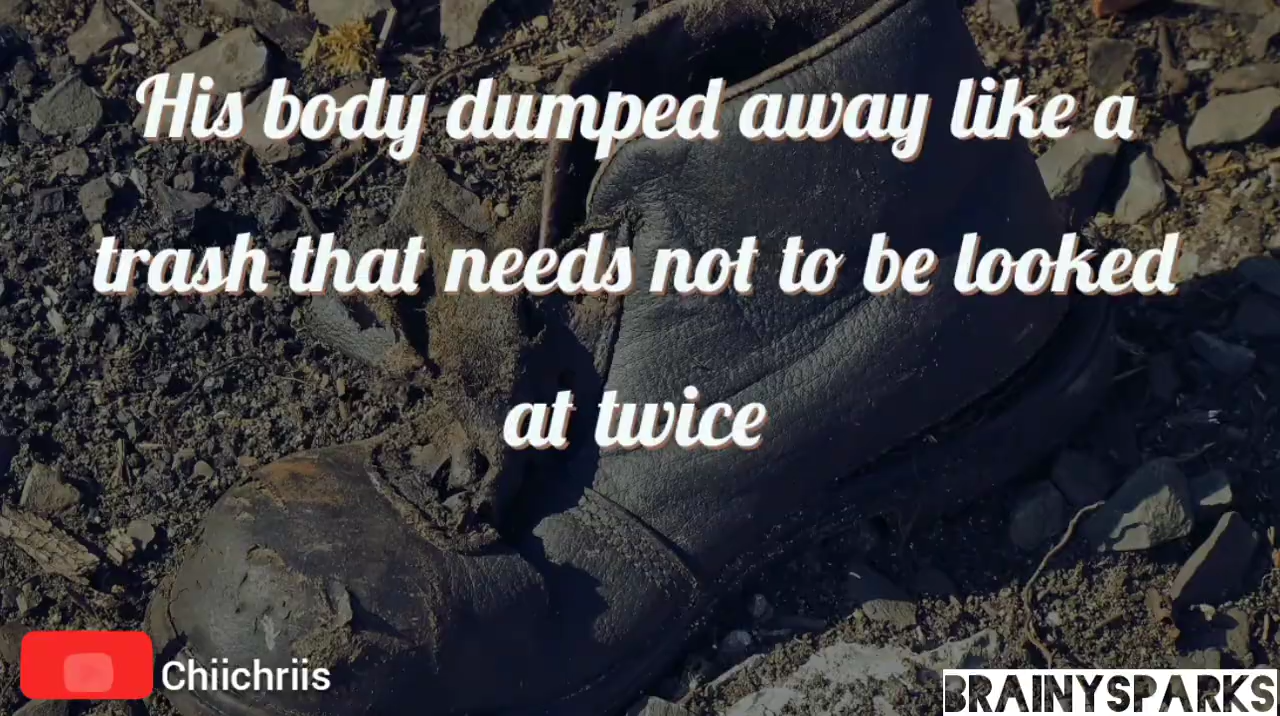 His body dumped away like a
trash that needs not to be looked
at twice
Chiichriis
BRAINYSPARKS